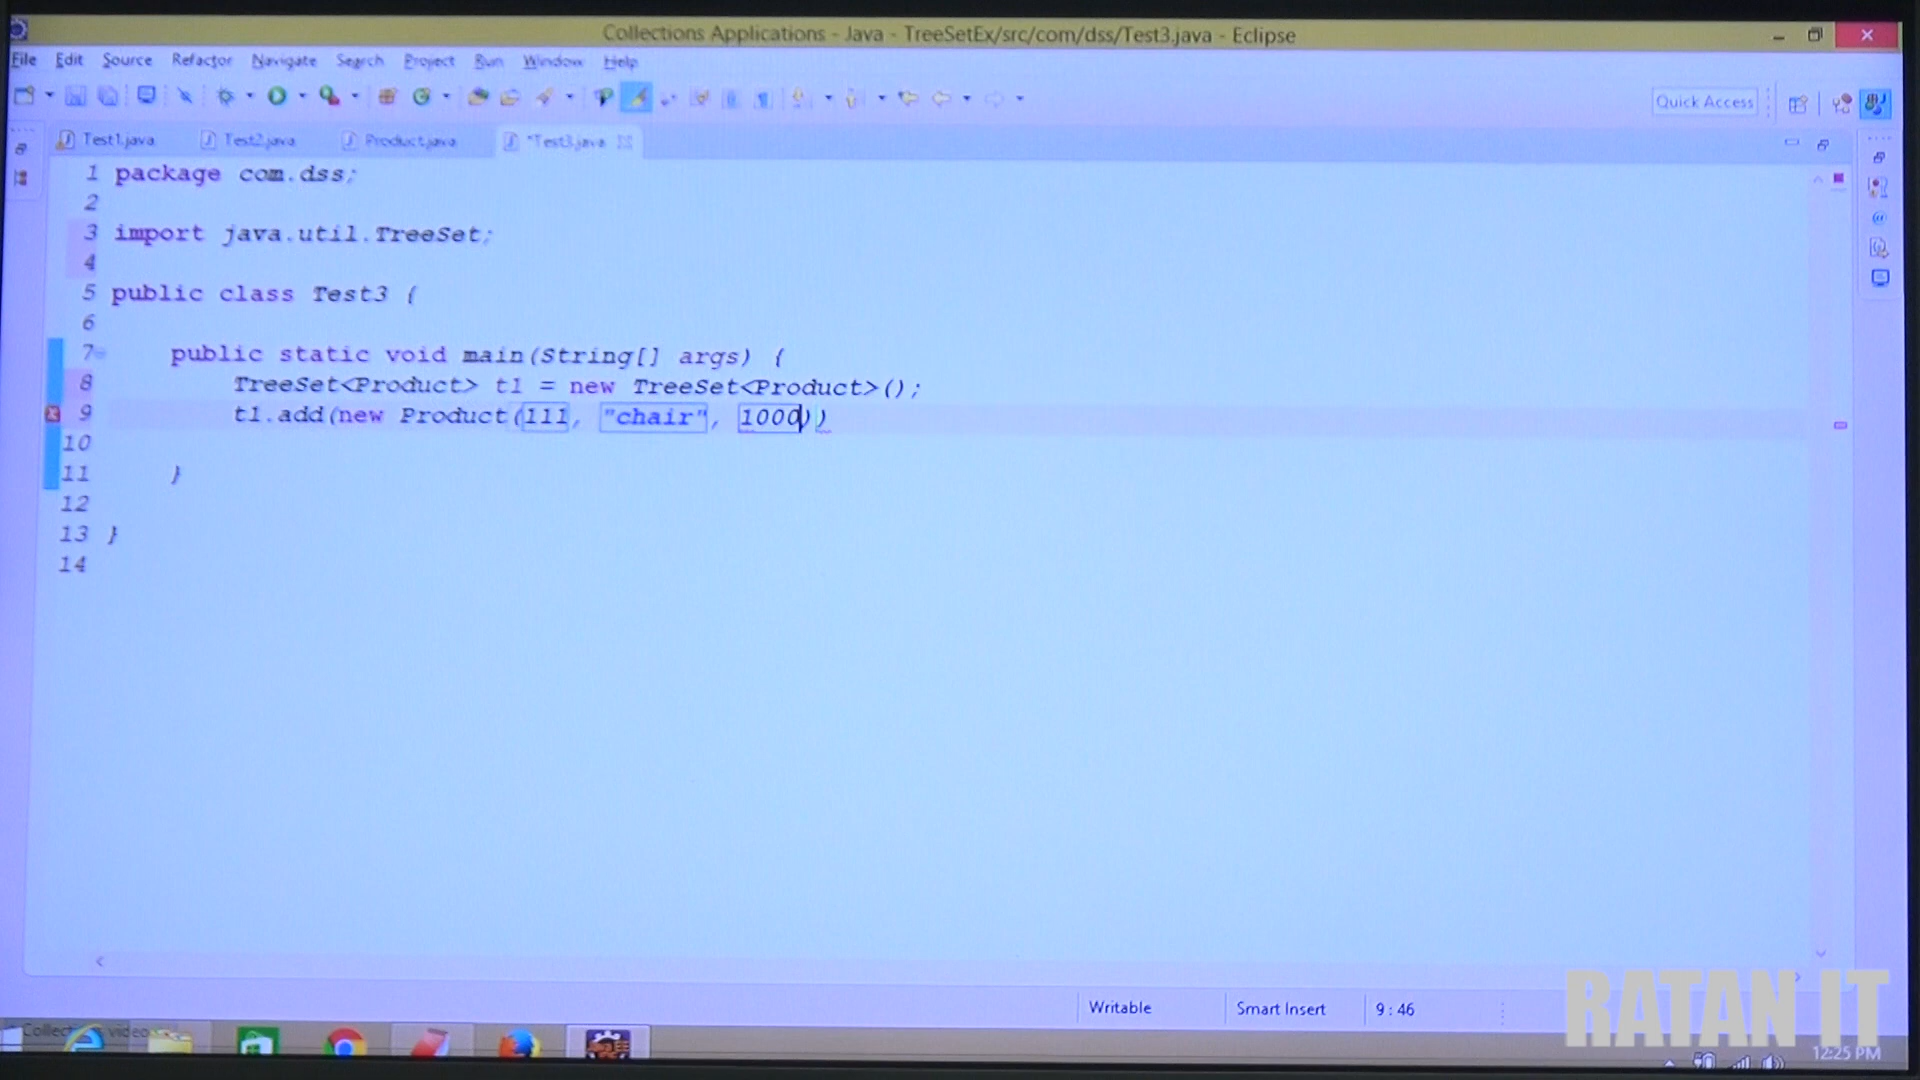 Collections Applications - Java - TreeSetEx/src/com/dss/Test3.java - Eclipse
File Edit Source Refactor Navigate Search Project Run Window Help
Quick Access
Test1.java Test2.java Product.java *Test3.java
1 package com.dss;
2
3 import java.util.TreeSet;
4
5 public class Test3 {
6
7 public static void main(String[] args) {
8 TreeSet<Product> t1 = new TreeSet<Product>();
9 t1.add(new Product(111, "chair", 1000))
10
11 }
12
13 }
14
Writable Smart Insert 9 : 46
RATAN IT
video
Java EE
12:25 PM